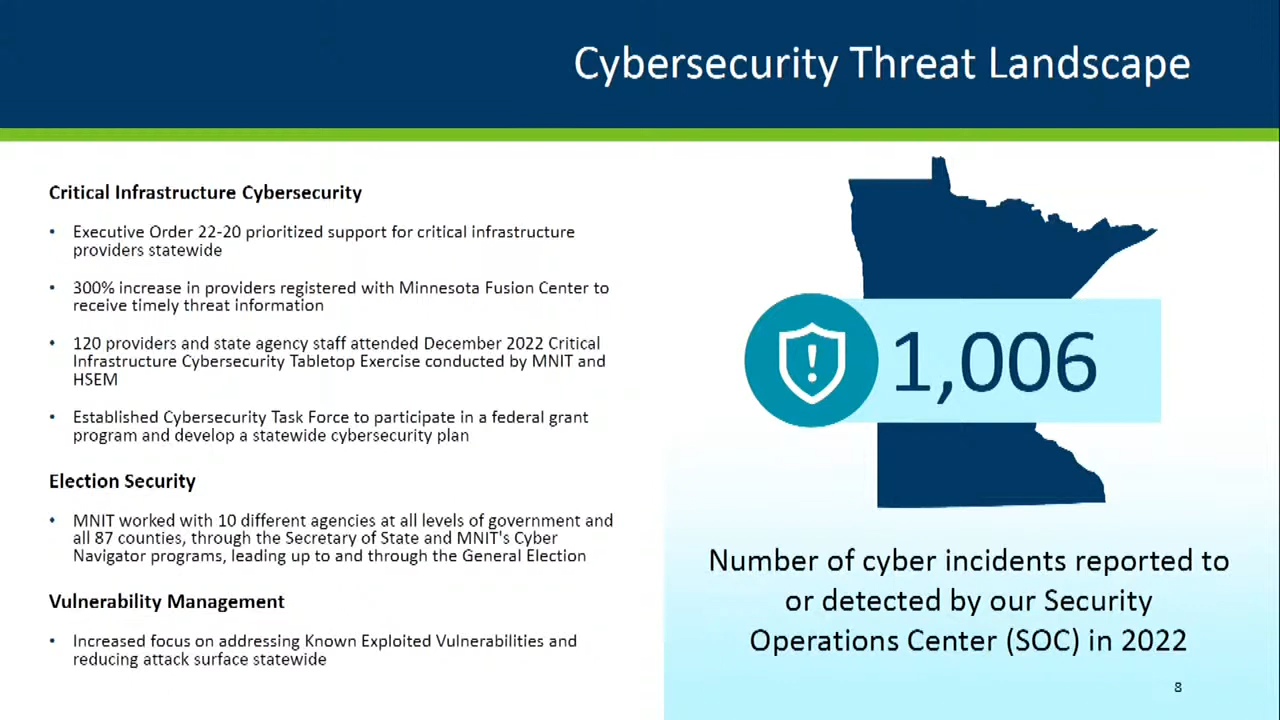 Cybersecurity Threat Landscape
Critical Infrastructure Cybersecurity
• Executive Order 22-20 prioritized support for critical infrastructure
providers statewide
• 300% increase in providers registered with Minnesota Fusion Center to
receive timely threat information
• 120 providers and state agency staff attended December 2022 Critical
Infrastructure Cybersecurity Tabletop Exercise conducted by MNIT and
HSEM
• Established Cybersecurity Task Force to participate in a federal grant
program and develop a statewide cybersecurity plan
Election Security
• MNIT worked with 10 different agencies at all levels of government and
all 87 counties, through the Secretary of State and MNIT's Cyber
Navigator programs, leading up to and through the General Election
Vulnerability Management
• Increased focus on addressing Known Exploited Vulnerabilities and
reducing attack surface statewide
1,006
Number of cyber incidents reported to
or detected by our Security
Operations Center (SOC) in 2022
8